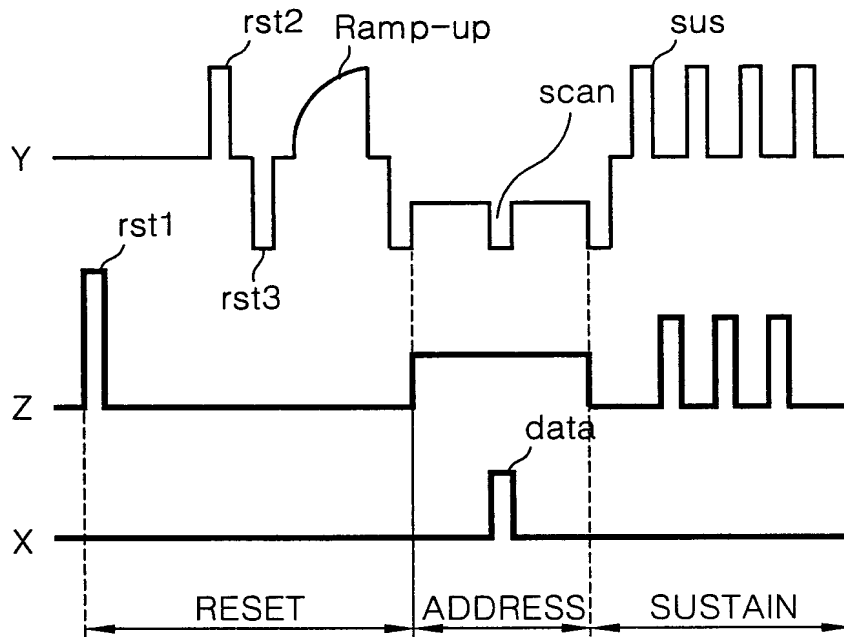 rst2
Ramp-up
sus
scan
Y
rst1
rst3
Z
data
X
RESET
ADDRESS
SUSTAIN